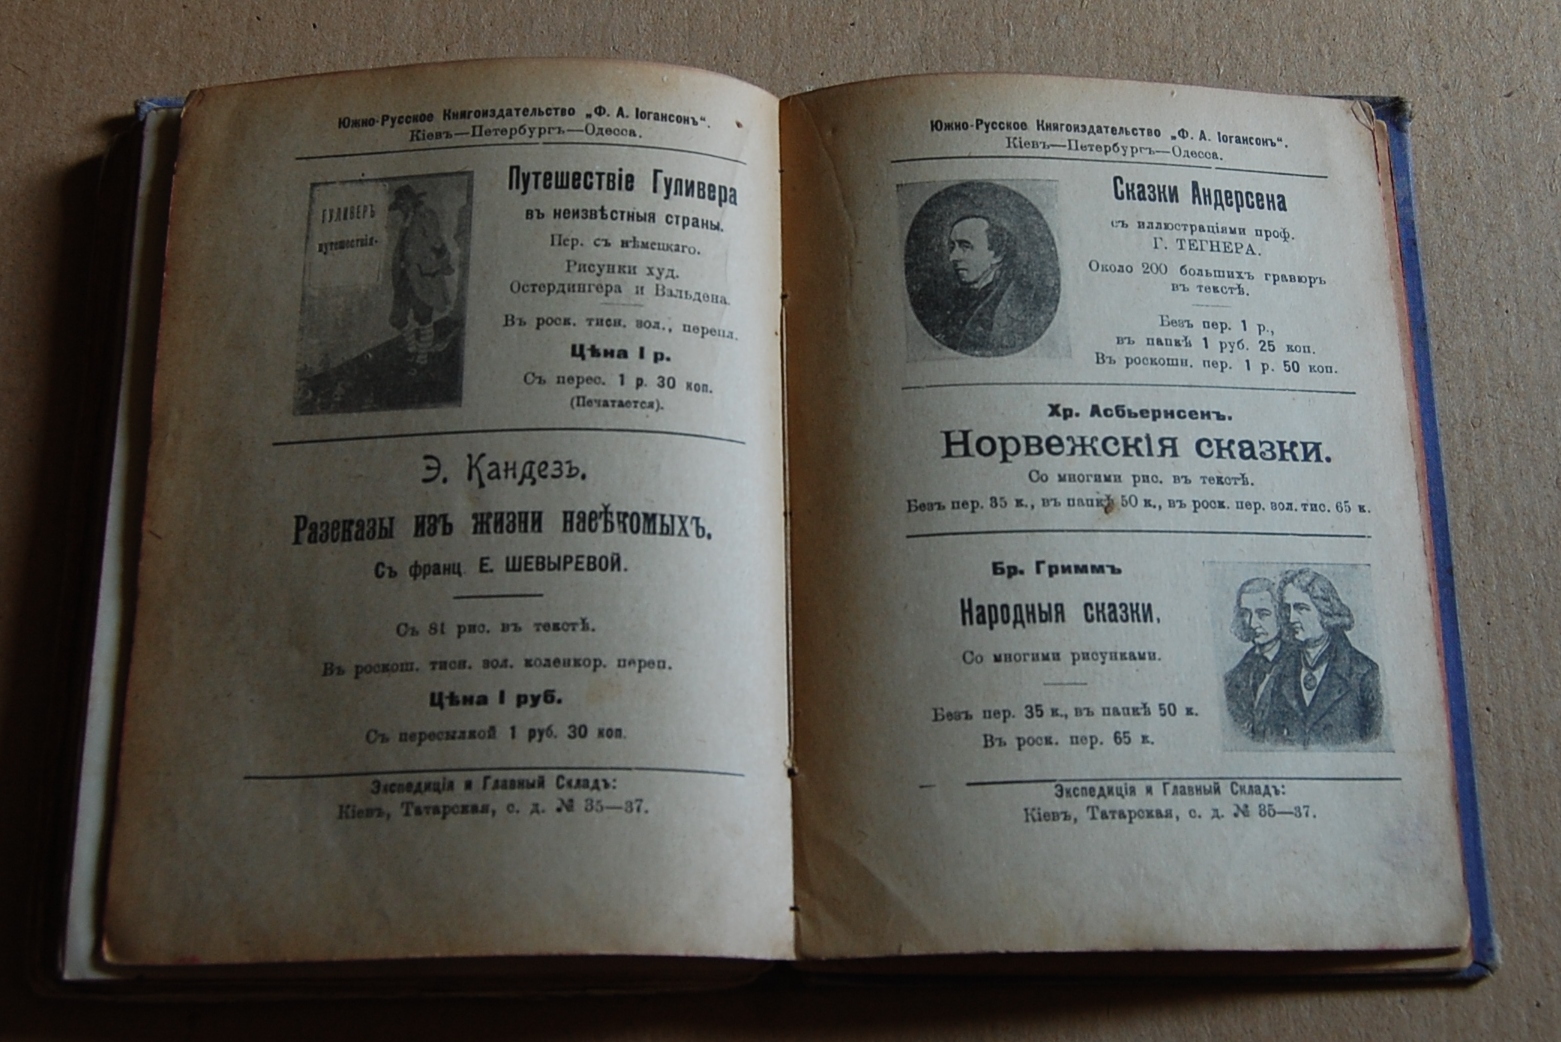 Южно-Русское Книгоиздательство „Ф. А. Іогансонъ“.
Кіевъ—Петербургъ—Одесса.
ГУЛИВЕРЪ
путешествія
Путешествіе Гуливера
въ неизвѣстныя страны.
Пер. съ нѣмецкаго.
Рисунки худ.
Остердингера и Вальдена.
Въ роск. тисн. зол., перепл.
Цѣна 1 р.
Съ перес. 1 р. 30 коп.
(Печатается).
Э. Кандезъ.
Разсказы изъ жизни насѣкомыхъ.
Съ франц. Е. ШЕВЫРЕВОЙ.
Съ 81 рис. въ текстѣ.
Въ роскош. тисн. зол. коленкор. переп.
Цѣна 1 руб.
Съ пересылкой 1 руб. 30 коп.
Экспедиція и Главный Складъ:
Кіевъ, Татарская, с. д. № 35—37.
Южно-Русское Книгоиздательство „Ф. А. Іогансонъ“.
Кіевъ—Петербургъ—Одесса.
Сказки Андерсена
съ иллюстраціями проф.
Г. ТЕГНЕРА.
Около 200 большихъ гравюръ
въ текстѣ.
Безъ пер. 1 р.,
въ папкѣ 1 руб. 25 коп.
Въ роскошн. пер. 1 р. 50 коп.
Хр. Асбьернсенъ.
Норвежскія сказки.
Со многими рис. въ текстѣ.
Безъ пер. 35 к., въ папкѣ 50 к., въ роск. пер. зол. тис. 65 к.
Бр. Гриммъ
Народныя сказки.
Со многими рисунками.
Безъ пер. 35 к., въ папкѣ 50 к.
Въ роск. пер. 65 к.
Экспедиція и Главный Складъ:
Кіевъ, Татарская, с. д. № 35—37.